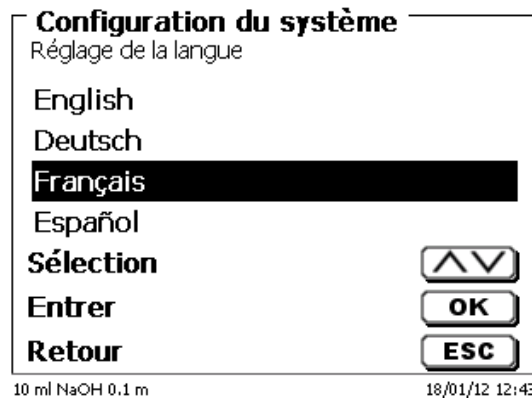 Configuration du système
Réglage de la langue
English
Deutsch
Français
Español
Sélection
Entrer OK
Retour ESC
10 ml NaOH 0.1 m 18/01/12 12:43